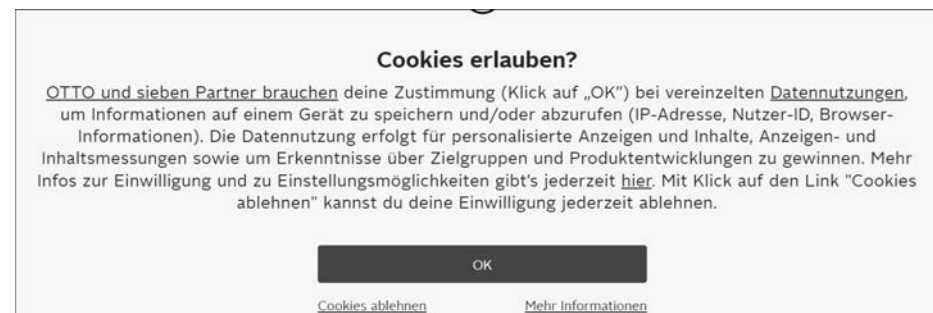 Cookies erlauben?
OTTO und sieben Partner brauchen deine Zustimmung (Klick auf „OK”) bei vereinzelten Datennutzungen,
um Informationen auf einem Gerät zu speichern und/oder abzurufen (IP-Adresse, Nutzer-ID, Browser-
Informationen). Die Datennutzung erfolgt für personalisierte Anzeigen und Inhalte, Anzeigen- und
Inhaltsmessungen sowie um Erkenntnisse über Zielgruppen und Produktentwicklungen zu gewinnen. Mehr
Infos zur Einwilligung und zu Einstellungsmöglichkeiten gibt's jederzeit hier. Mit Klick auf den Link "Cookies
ablehnen" kannst du deine Einwilligung jederzeit ablehnen.
OK
Cookies ablehnen Mehr Informationen